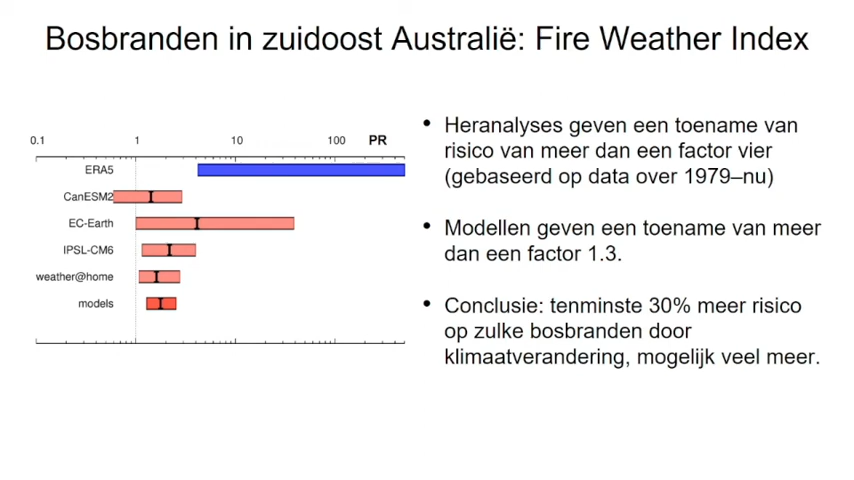 Bosbranden in zuidoost Australië: Fire Weather Index
0.1 1 10 100 PR
ERA5
CanESM2
EC-Earth
IPSL-CM6
weather@home
models
• Heranalyses geven een toename van
risico van meer dan een factor vier
(gebaseerd op data over 1979–nu)
• Modellen geven een toename van meer
dan een factor 1.3.
• Conclusie: tenminste 30% meer risico
op zulke bosbranden door
klimaatverandering, mogelijk veel meer.